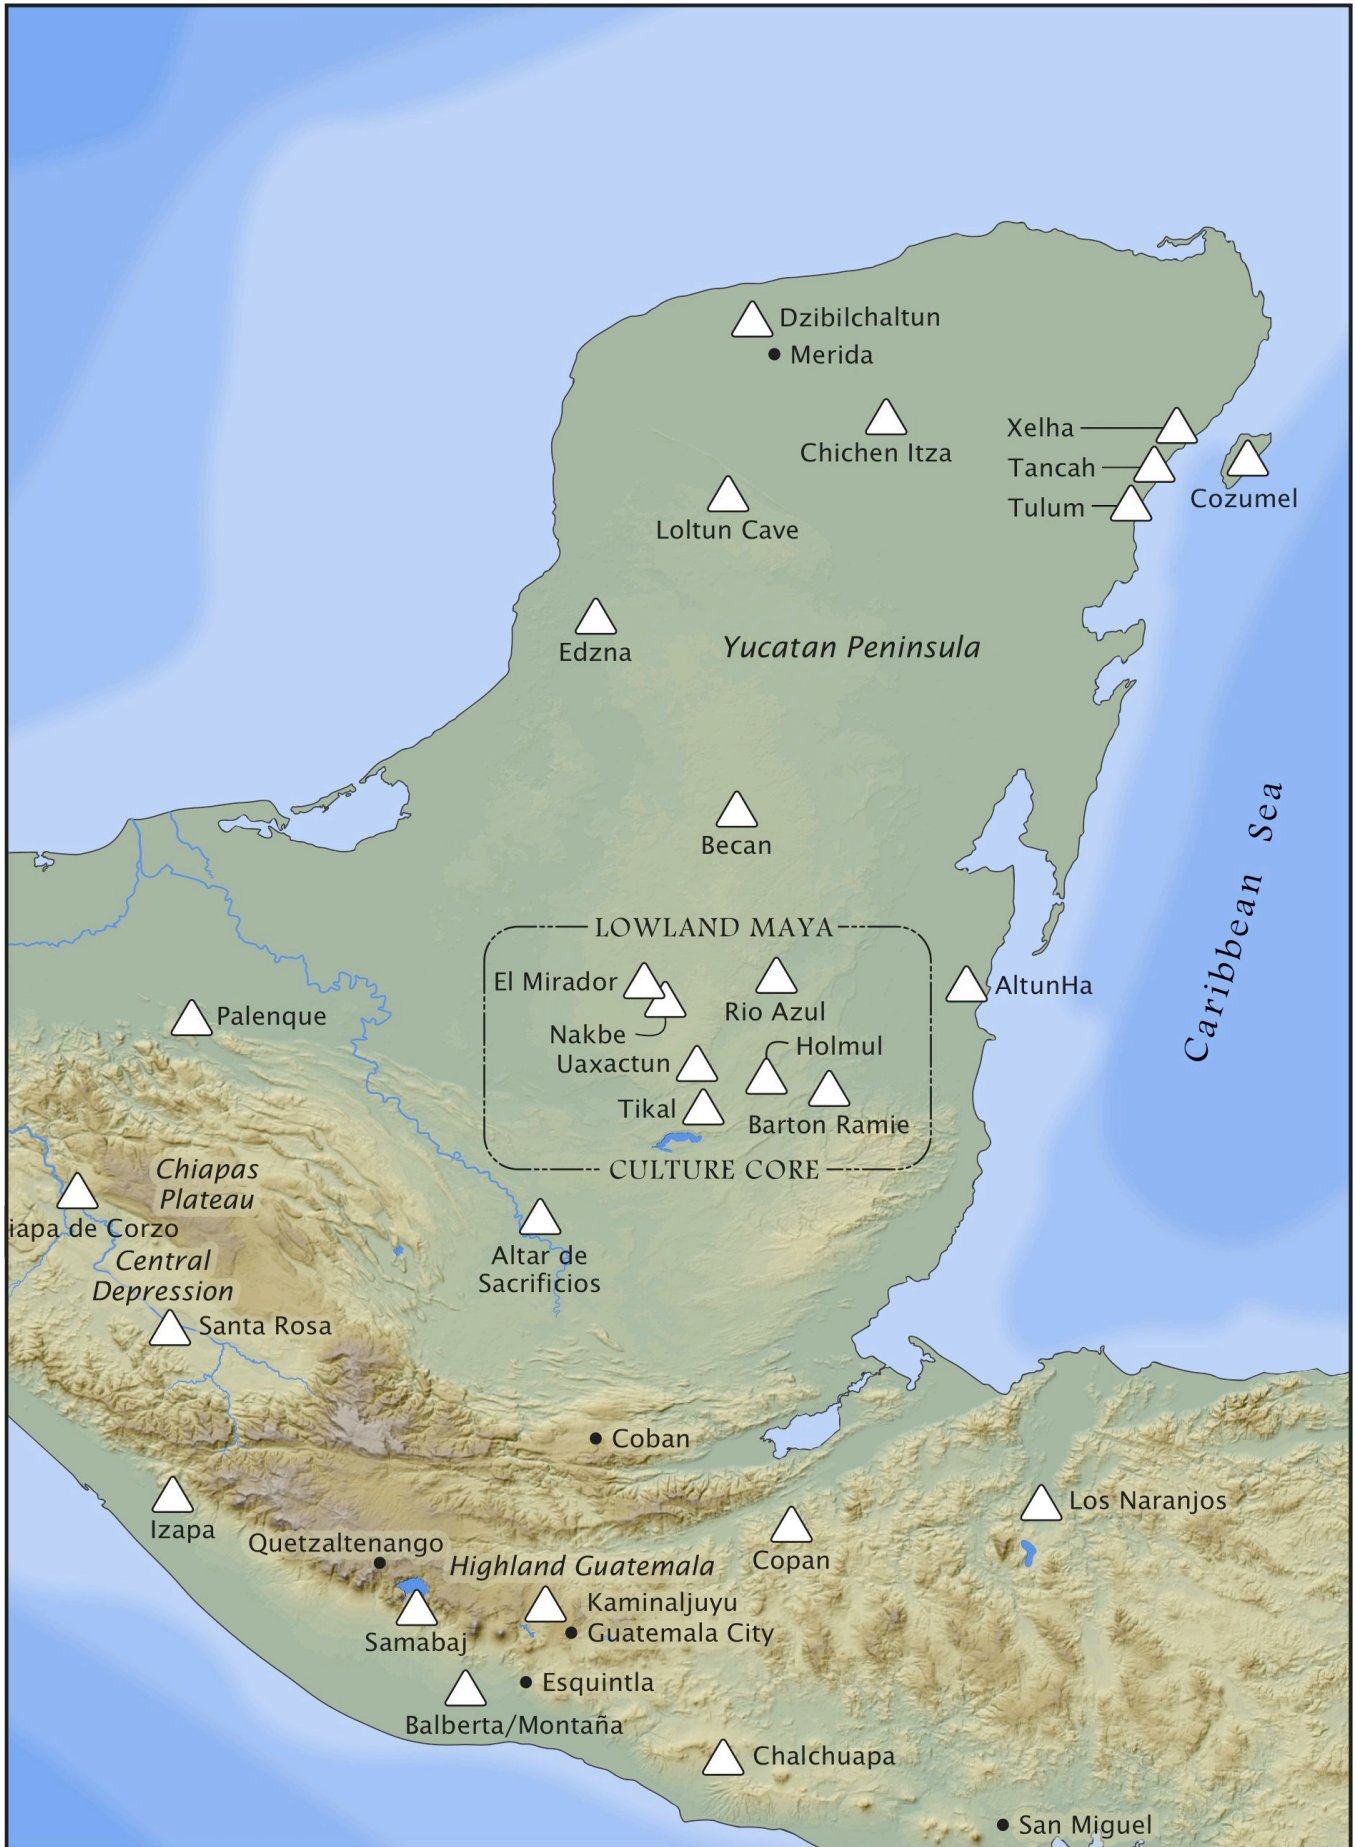 Dzibilchaltun
Merida
Chichen Itza
Xelha
Tancah
Tulum
Cozumel
Loltun Cave
Edzna
Yucatan Peninsula
Becan
Caribbean Sea
LOWLAND MAYA
El Mirador
Nakbe
Rio Azul
AltunHa
Uaxactun
Holmul
Tikal
Barton Ramie
CULTURE CORE
Palenque
Chiapas
Plateau
iapa de Corzo
Central
Depression
Altar de
Sacrificios
Santa Rosa
Coban
Izapa
Quetzaltenango
Highland Guatemala
Copan
Los Naranjos
Kaminaljuyu
Guatemala City
Samabaj
Esquintla
Balberta/Montaña
Chalchuapa
San Miguel